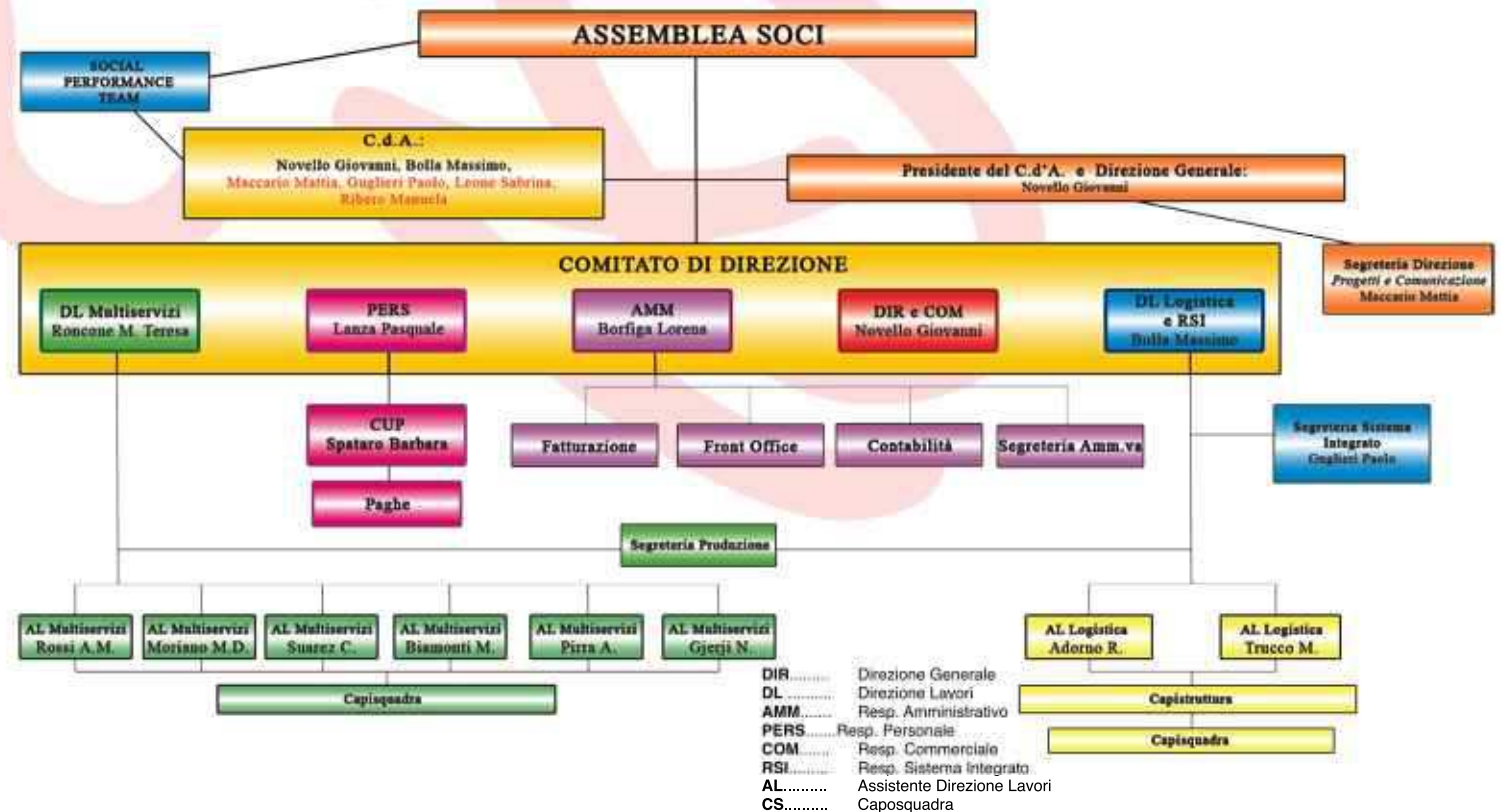 ASSEMBLEA SOCI
SOCIAL
PERFORMANCE
TEAM
C.d.A.:
Novello Giovanni, Bolla Massimo,
Maccario Mattia, Guglieri Paolo, Leone Sabrina,
Ribero Manuela
Presidente del C.d'A. e Direzione Generale:
Novello Giovanni
Segreteria Direzione
Progetti e Comunicazione
Maccario Mattia
COMITATO DI DIREZIONE
DL Multiservizi
Roncone M. Teresa
PERS
Lanza Pasquale
AMM
Borfiga Lorena
DIR e COM
Novello Giovanni
DL Logistica
e RSI
Bolla Massimo
CUP
Spataro Barbara
Paghe
Fatturazione
Front Office
Contabilità
Segreteria Amm.va
Segreteria Sistema
Integrato
Guglieri Paolo
Segreteria Produzione
AL Multiservizi
Rossi A.M.
AL Multiservizi
Moriano M.D.
AL Multiservizi
Suarez C.
AL Multiservizi
Biamonti M.
AL Multiservizi
Pirra A.
AL Multiservizi
Gjerji N.
Capisquadra
AL Logistica
Adorno R.
AL Logistica
Trucco M.
Capistruttura
Capisquadra
DIR......... Direzione Generale
DL .......... Direzione Lavori
AMM....... Resp. Amministrativo
PERS.......Resp. Personale
COM....... Resp. Commerciale
RSI......... Resp. Sistema Integrato
AL.......... Assistente Direzione Lavori
CS.......... Caposquadra